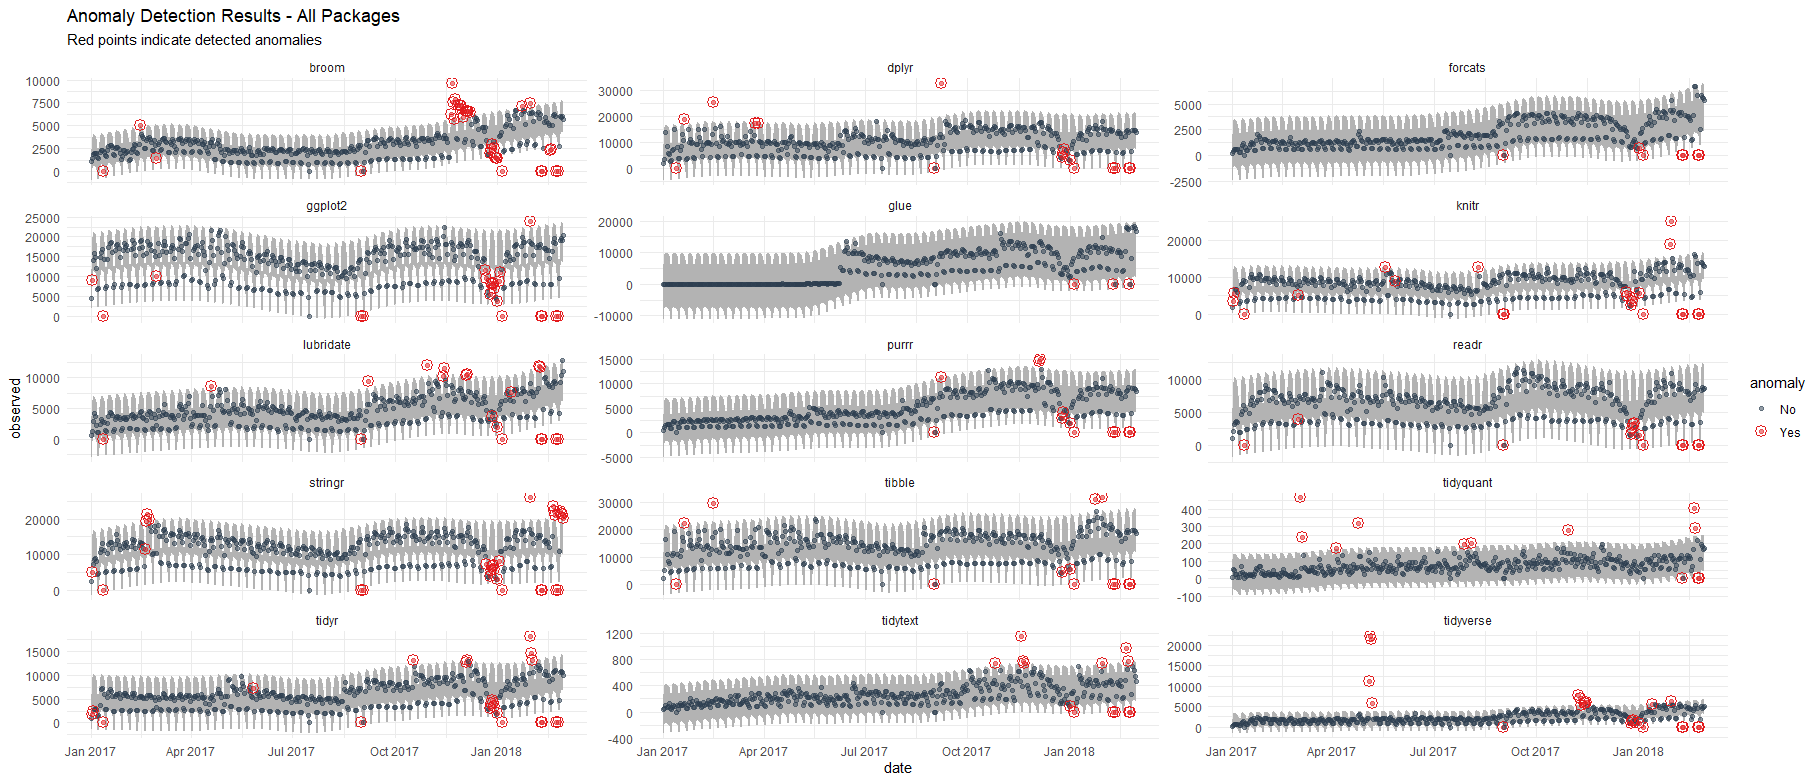 Anomaly Detection Results - All Packages
Red points indicate detected anomalies
broom
dplyr
forcats
10000
7500
5000
2500
0
30000
20000
10000
0
5000
2500
0
-2500
ggplot2
glue
knitr
25000
20000
15000
10000
5000
0
20000
10000
0
-10000
20000
10000
0
lubridate
purrr
readr
10000
5000
0
15000
10000
5000
0
-5000
10000
5000
0
stringr
tibble
tidyquant
20000
10000
0
30000
20000
10000
0
400
300
200
100
0
-100
tidyr
tidytext
tidyverse
15000
10000
5000
0
1200
800
400
0
-400
20000
15000
10000
5000
0
Jan 2017
Apr 2017
Jul 2017
Oct 2017
Jan 2018
Jan 2017
Apr 2017
Jul 2017
Oct 2017
Jan 2018
Jan 2017
Apr 2017
Jul 2017
Oct 2017
Jan 2018
date
observed
anomaly
No
Yes